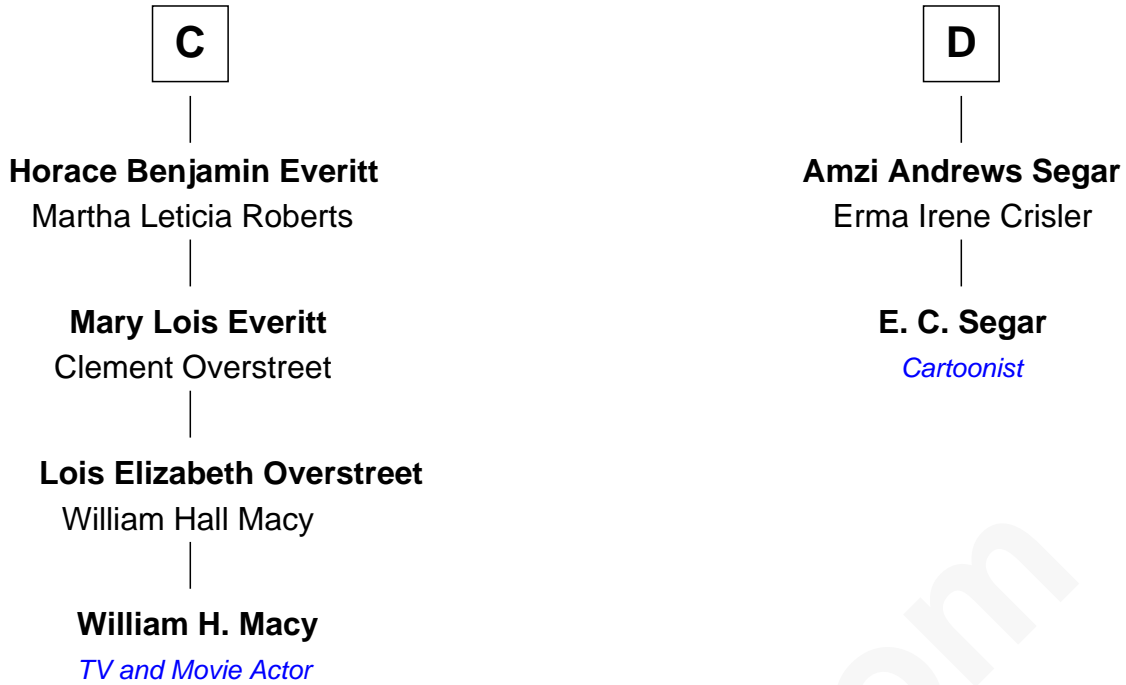 C
Horace Benjamin Everitt
Martha Leticia Roberts
Mary Lois Everitt
Clement Overstreet
Lois Elizabeth Overstreet
William Hall Macy
William H. Macy
TV and Movie Actor
D
Amzi Andrews Segar
Erma Irene Crisler
E. C. Segar
Cartoonist
om